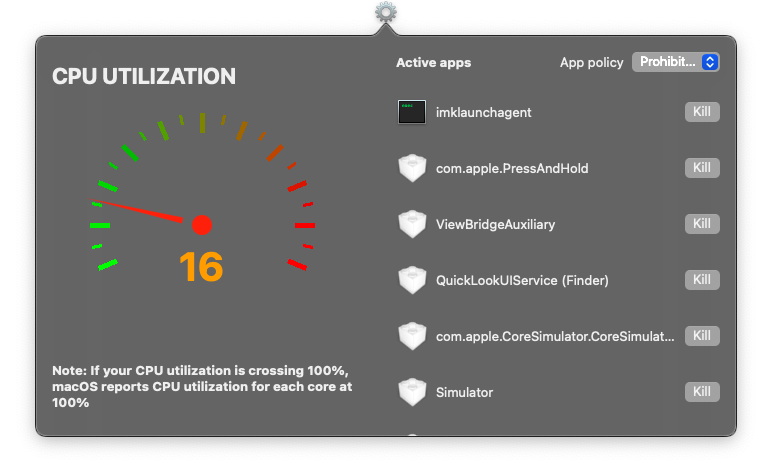 CPU UTILIZATION
16
Note: If your CPU utilization is crossing 100%,
macOS reports CPU utilization for each core at
100%
Active apps
App policy
Prohibit...
imklaunchagent
Kill
com.apple.PressAndHold
Kill
ViewBridgeAuxiliary
Kill
QuickLookUIService (Finder)
Kill
com.apple.CoreSimulator.CoreSimulat...
Kill
Simulator
Kill